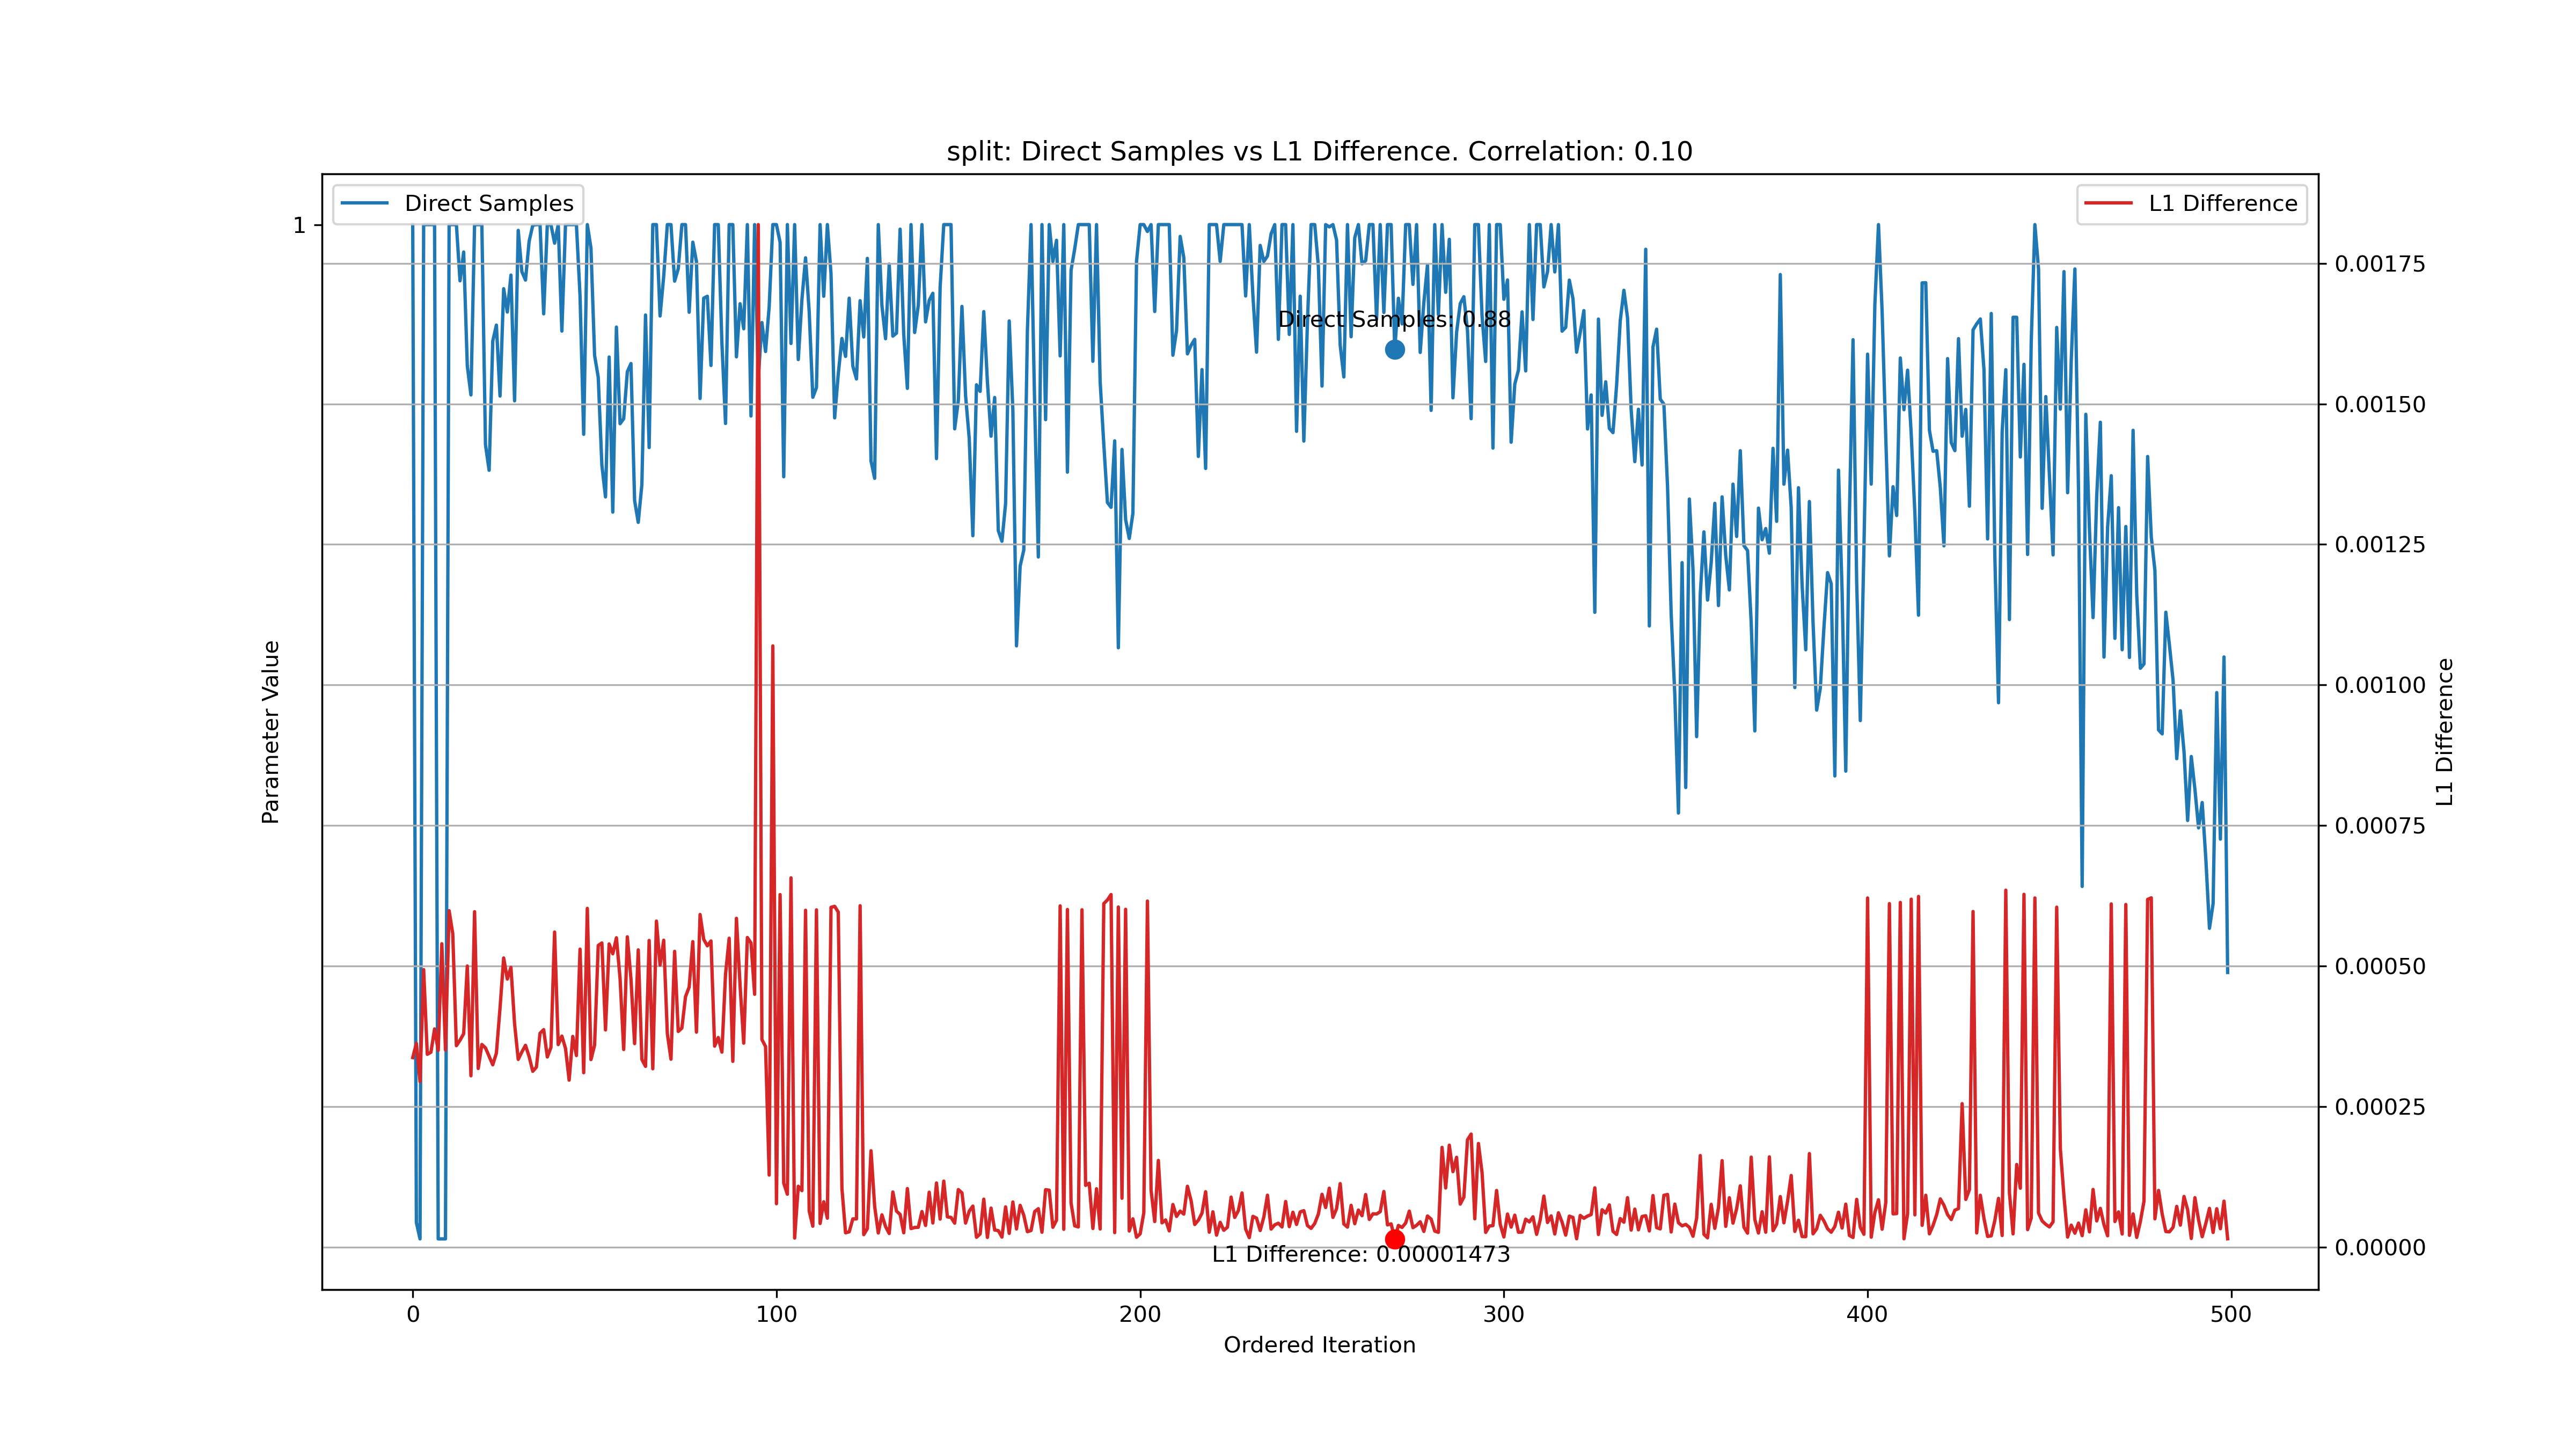 split: Direct Samples vs L1 Difference. Correlation: 0.10
Direct Samples
L1 Difference
1
Parameter Value
Direct Samples: 0.88
L1 Difference: 0.00001473
0.00175
0.00150
0.00125
0.00100
0.00075
0.00050
0.00025
0.00000
L1 Difference
0 100 200 300 400 500
Ordered Iteration